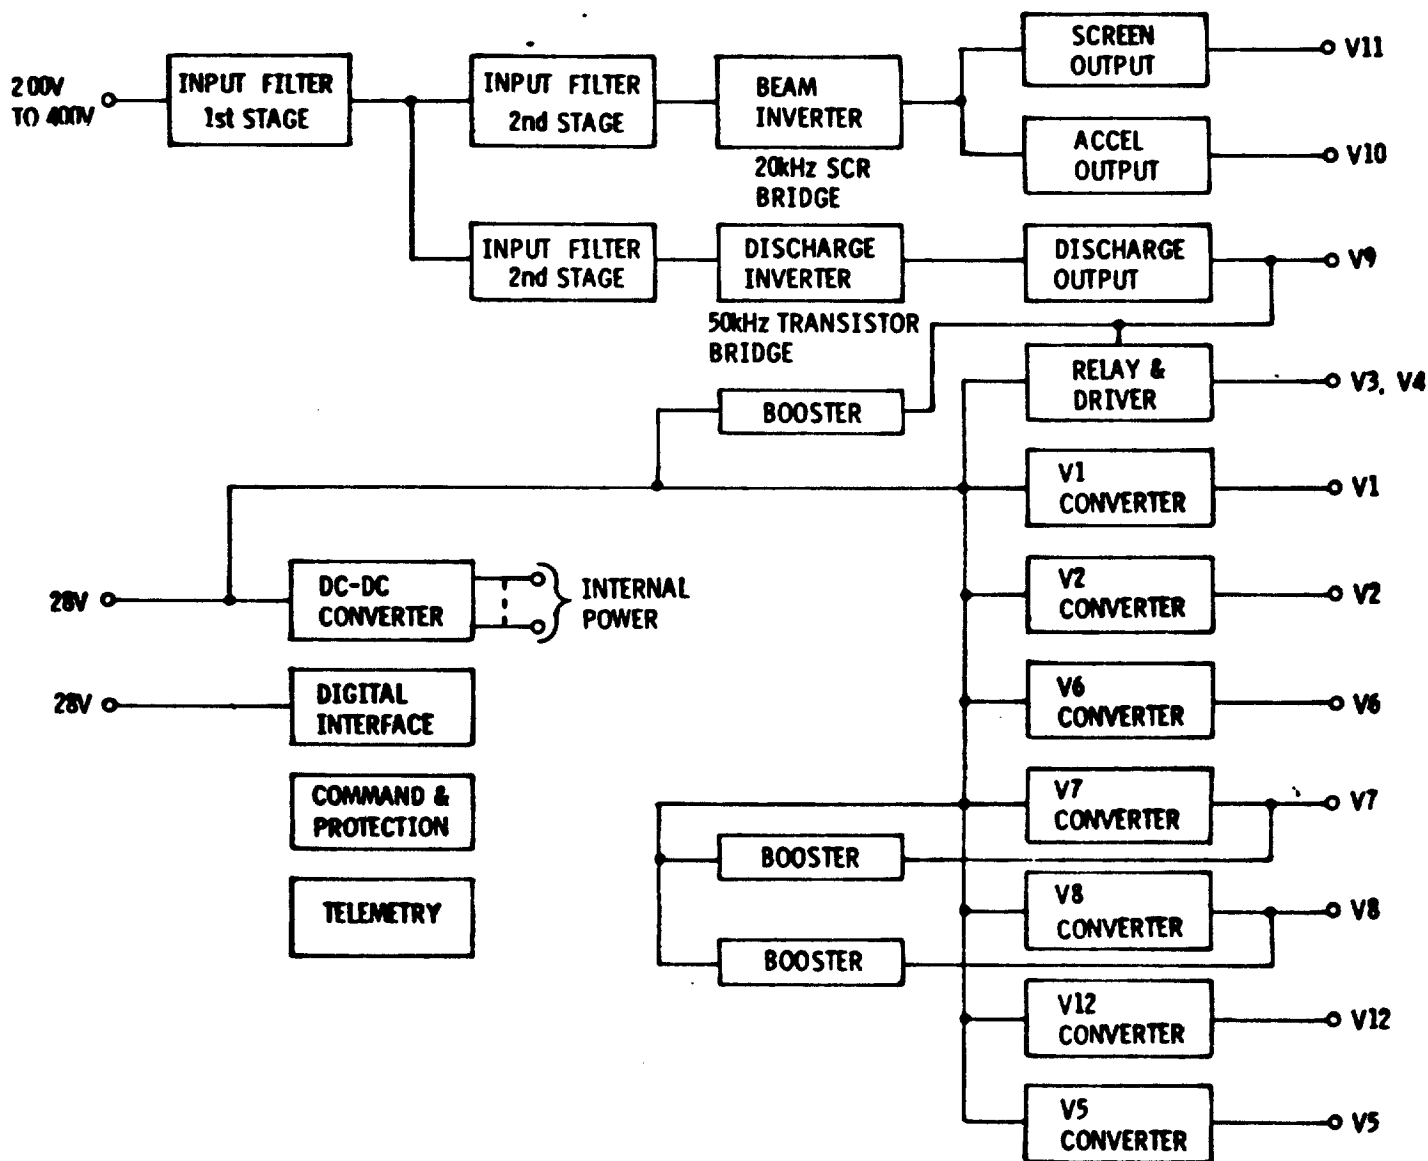 200V
TO 400V
INPUT FILTER
1st STAGE
INPUT FILTER
2nd STAGE
BEAM
INVERTER
20kHz SCR
BRIDGE
SCREEN
OUTPUT
V11
ACCEL
OUTPUT
V10
INPUT FILTER
2nd STAGE
DISCHARGE
INVERTER
50kHz TRANSISTOR
BRIDGE
DISCHARGE
OUTPUT
V9
RELAY &
DRIVER
V3, V4
BOOSTER
V1
CONVERTER
V1
28V
DC-DC
CONVERTER
INTERNAL
POWER
V2
CONVERTER
V2
28V
DIGITAL
INTERFACE
V6
CONVERTER
V6
COMMAND &
PROTECTION
V7
CONVERTER
V7
BOOSTER
TELEMETRY
V8
CONVERTER
V8
BOOSTER
V12
CONVERTER
V12
V5
CONVERTER
V5